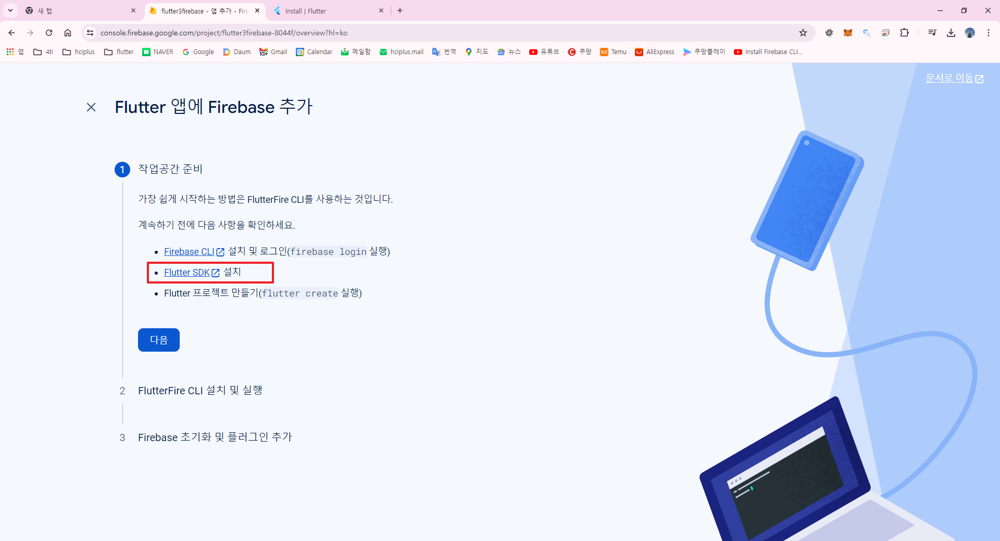 새 탭
flutter3firebase - 앱 추가 - Fire
Install | Flutter
console.firebase.google.com/project/flutter3firebase-8044f/overview?hl=ko
앱 4ti hciplus flutter NAVER Google Daum Gmail Calendar 메일함 hciplus.mail 번역 지도 뉴스 유튜브 쿠팡 Temu AliExpress 쿠팡플레이 Install Firebase CLI...
문서로 이동
Flutter 앱에 Firebase 추가
1 작업공간 준비
가장 쉽게 시작하는 방법은 FlutterFire CLI를 사용하는 것입니다.
계속하기 전에 다음 사항을 확인하세요.
• Firebase CLI 설치 및 로그인(firebase login 실행)
• Flutter SDK 설치
• Flutter 프로젝트 만들기(flutter create 실행)
다음
2 FlutterFire CLI 설치 및 실행
3 Firebase 초기화 및 플러그인 추가